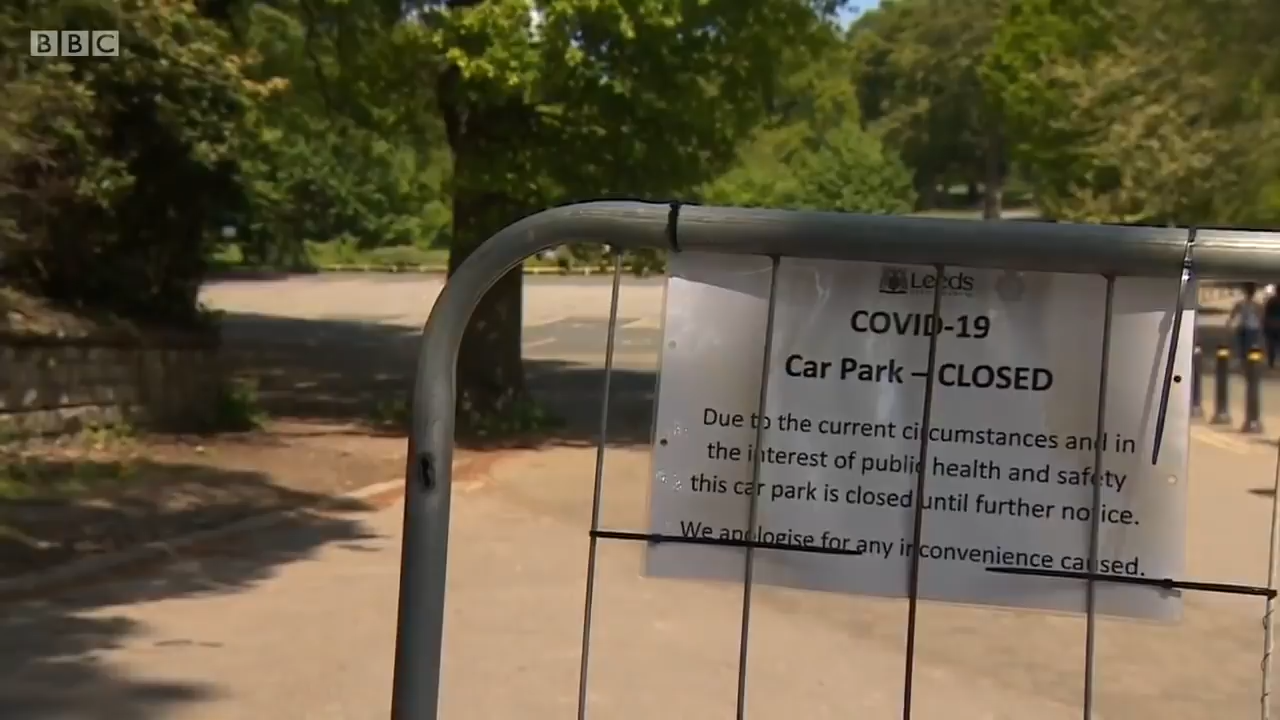 BBC
Leeds
COVID-19
Car Park – CLOSED
Due to the current circumstances and in
the interest of public health and safety
this car park is closed until further notice.
We apologise for any inconvenience caused.